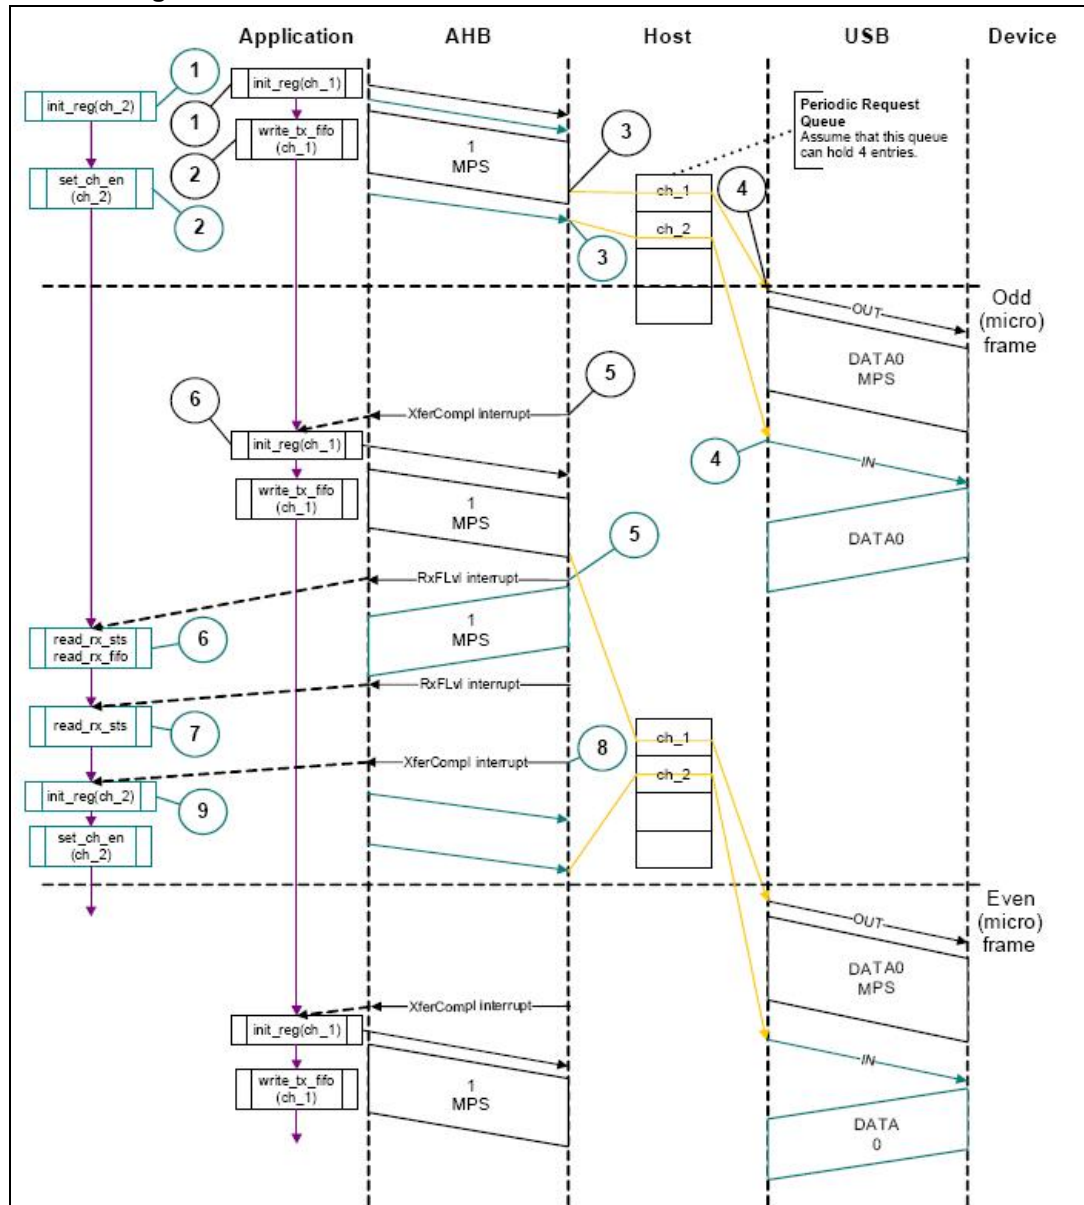 Application
AHB
Host
USB
Device
1
init_reg(ch_1)
init_reg(ch_2)
1
Periodic Request
Queue
Assume that this queue
can hold 4 entries.
write_tx_fifo
(ch_1)
1
MPS
3
2
set_ch_en
(ch_2)
ch_1
4
2
ch_2
3
Odd
(micro)
frame
OUT
DATA0
MPS
5
6
XferCompl interrupt
init_reg(ch_1)
4
IN
write_tx_fifo
(ch_1)
1
MPS
5
DATA0
RxFLvl interrupt
1
MPS
read_rx_sts
read_rx_fifo
6
RxFLvl interrupt
read_rx_sts
7
ch_1
8
XferCompl interrupt
ch_2
init_reg(ch_2)
9
set_ch_en
(ch_2)
Even
(micro)
frame
OUT
DATA0
MPS
XferCompl interrupt
init_reg(ch_1)
IN
write_tx_fifo
(ch_1)
1
MPS
DATA
0